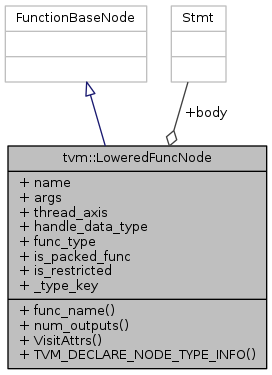 FunctionBaseNode
Stmt
+body
tvm::LoweredFuncNode
+ name
+ args
+ thread_axis
+ handle_data_type
+ func_type
+ is_packed_func
+ is_restricted
+ _type_key
+ func_name()
+ num_outputs()
+ VisitAttrs()
+ TVM_DECLARE_NODE_TYPE_INFO()